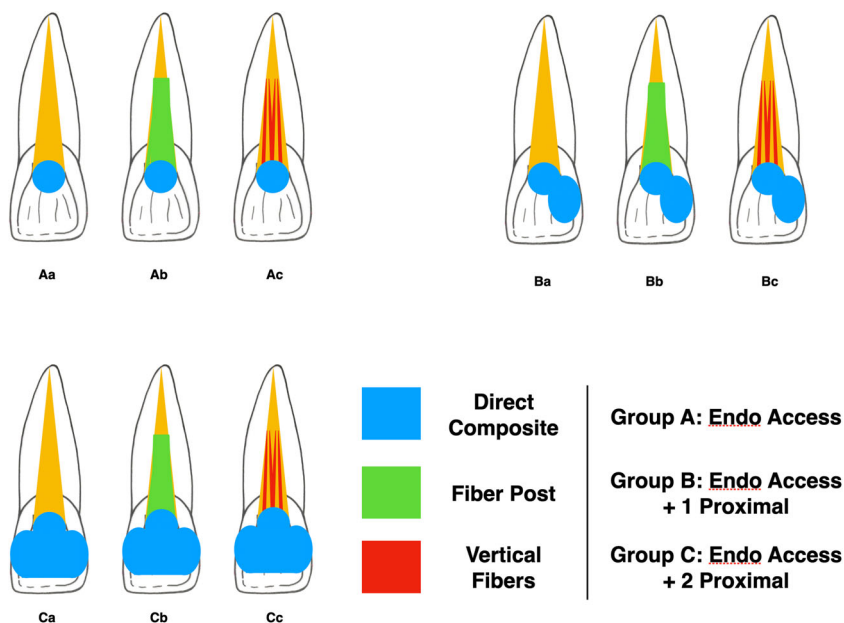 Aa
Ab
Ac
Ba
Bb
Bc
Ca
Cb
Cc
Direct
Composite
Fiber Post
Vertical
Fibers
Group A: Endo Access
Group B: Endo Access
+ 1 Proximal
Group C: Endo Access
+ 2 Proximal